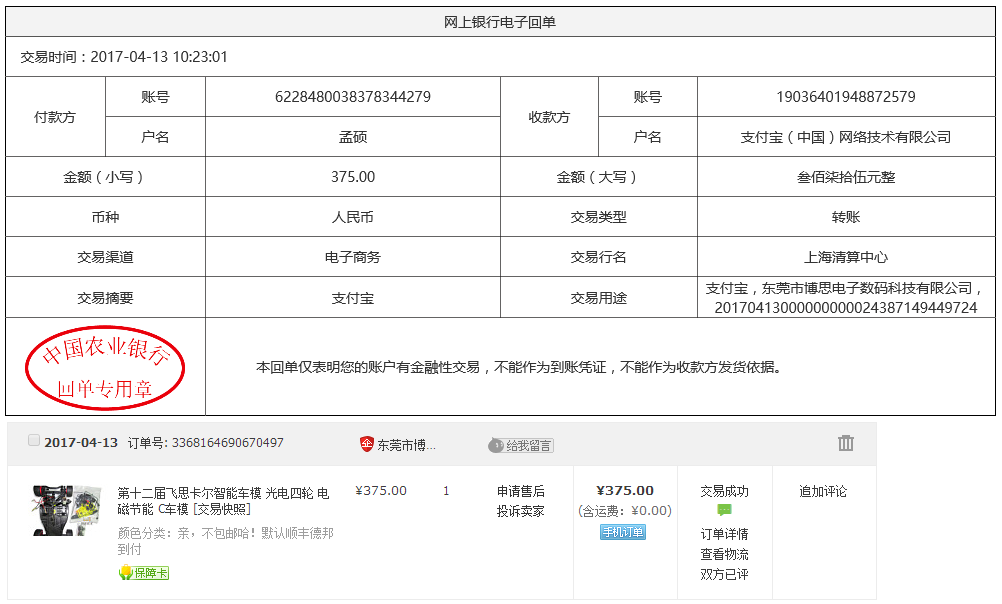 网上银行电子回单
交易时间：2017-04-13 10:23:01
付款方 账号 6228480038378344279 收款方 账号 19036401948872579
户名 孟硕 户名 支付宝（中国）网络技术有限公司
金额（小写） 375.00 金额（大写） 叁佰柒拾伍元整
币种 人民币 交易类型 转账
交易渠道 电子商务 交易行名 上海清算中心
交易摘要 支付宝 交易用途 支付宝，东莞市博思电子数码科技有限公司，
20170413000000000024387149449724
中国农业银行
回单专用章
本回单仅表明您的账户有金融性交易，不能作为到账凭证，不能作为收款方发货依据。
2017-04-13 订单号: 3368164690670497 企 东莞市博... 给我留言
第十二届飞思卡尔智能车模 光电四轮 电 ¥375.00 1 申请售后 ¥375.00 交易成功 追加评论
磁节能 C车模 [交易快照] 投诉卖家 (含运费：¥0.00)
颜色分类：亲，不包邮哈！默认顺丰德邦 手机订单 订单详情
到付 查看物流
保障卡 双方已评